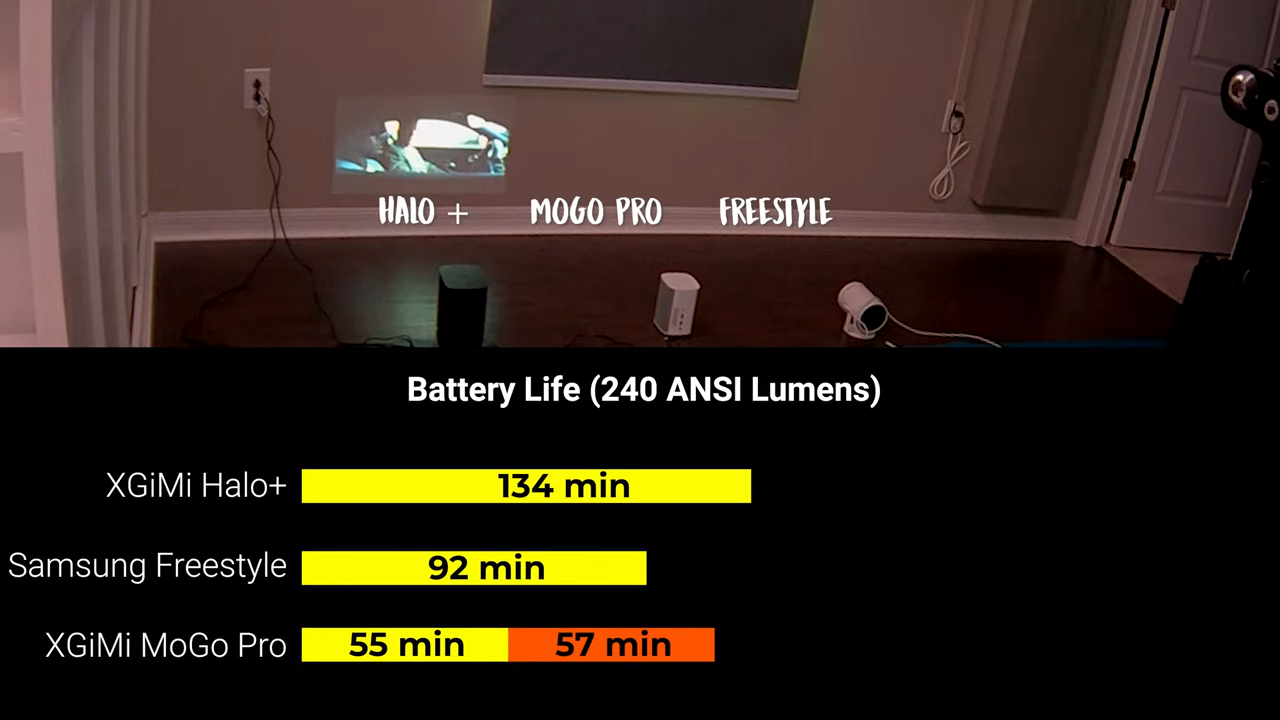 HALO + MOGO PRO FREESTYLE
Battery Life (240 ANSI Lumens)
XGiMi Halo+ 134 min
Samsung Freestyle 92 min
XGiMi MoGo Pro 55 min 57 min